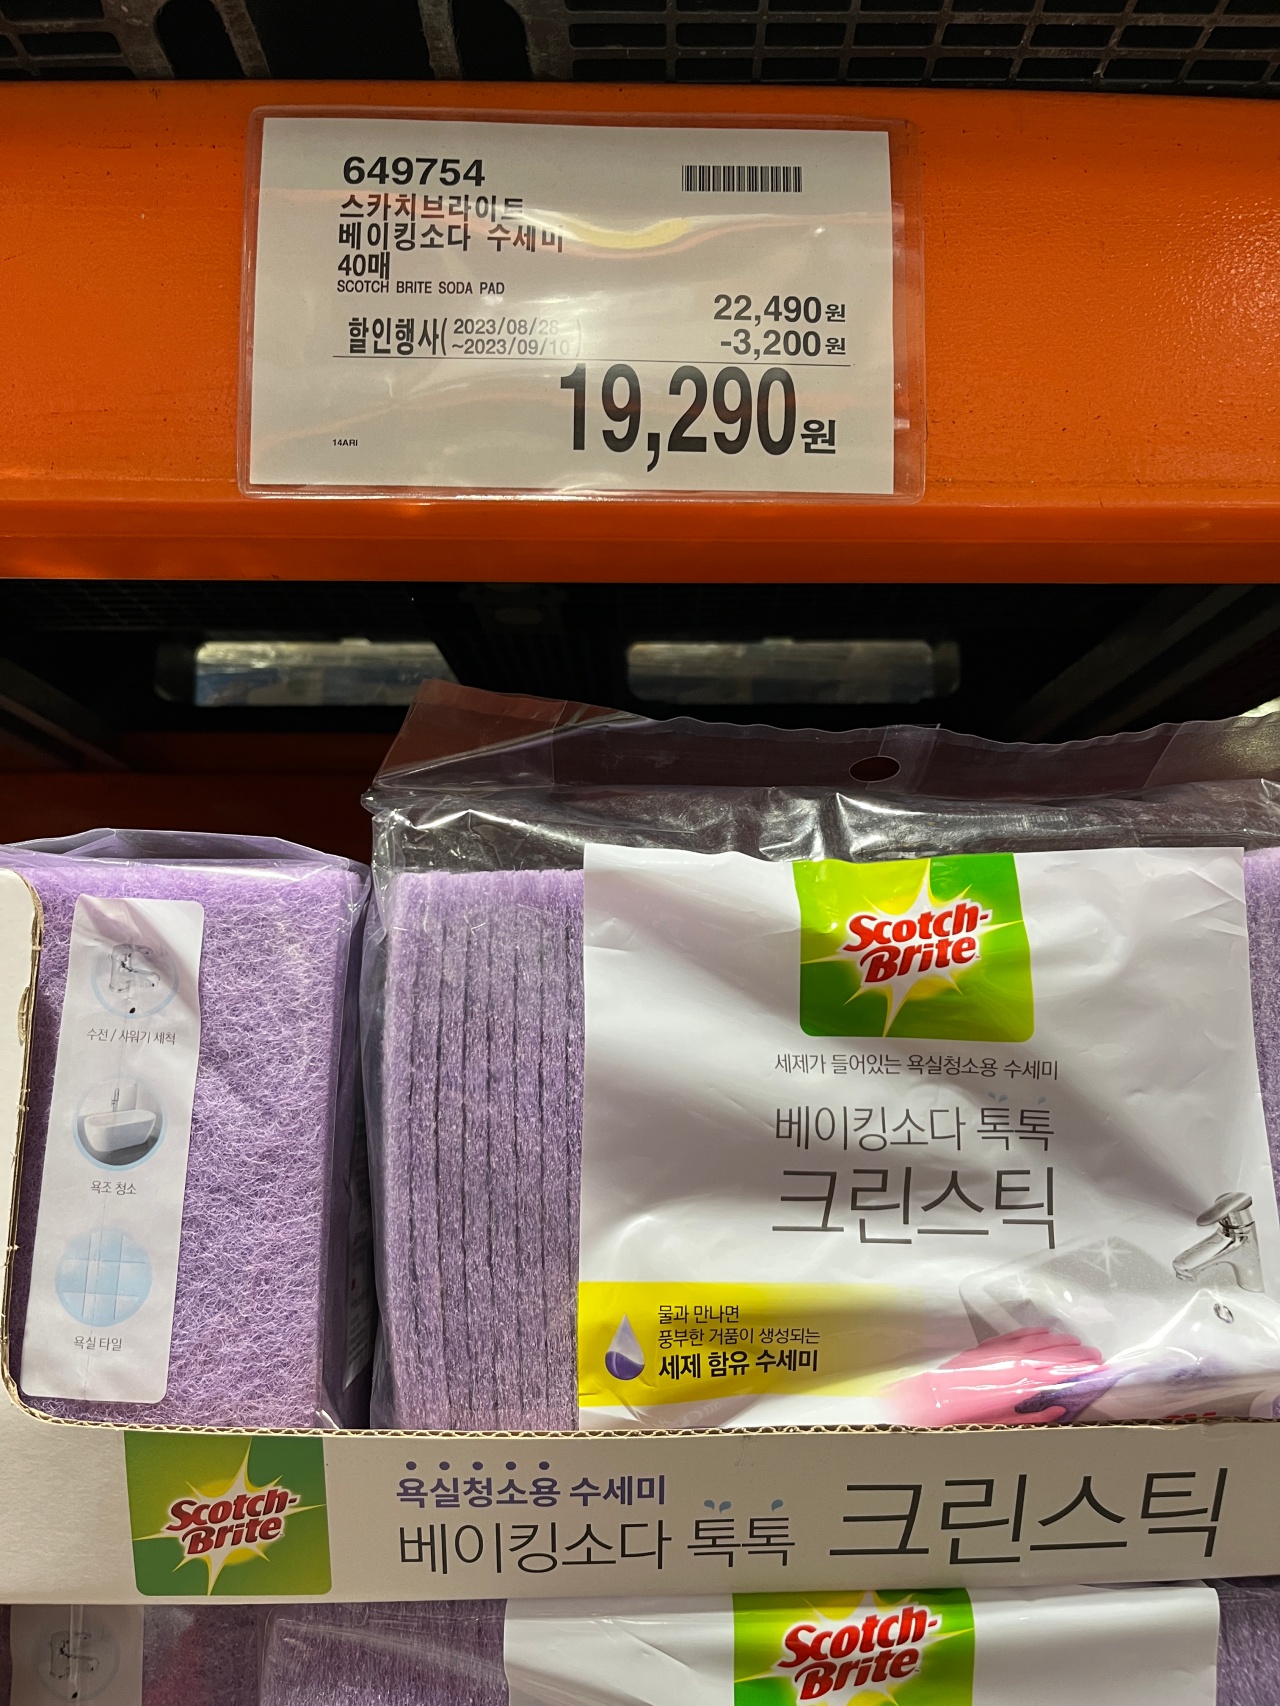 649754
스카치브라이트
베이킹소다 수세미
40매
SCOTCH BRITE SODA PAD
22,490원
할인행사( 2023/08/28
~2023/09/10 )
-3,200원
19,290원
14ARI
수전 / 샤워기 세척
욕조 청소
욕실 타일
Scotch-
Brite
세제가 들어있는 욕실청소용 수세미
베이킹소다 톡톡
크린스틱
물과 만나면
풍부한 거품이 생성되는
세제 함유 수세미
Scotch-
Brite
욕실청소용 수세미
베이킹소다 톡톡 크린스틱
Scotch-
Brite